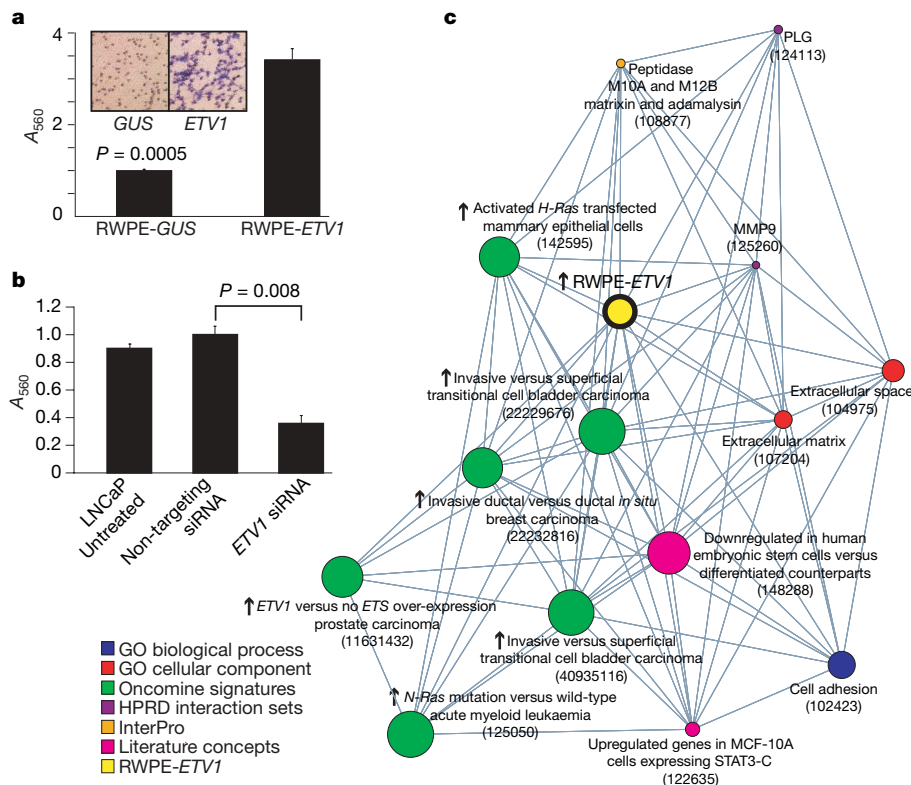 a
4
4
2
0
A560
GUS
ETV1
P = 0.0005
RWPE-GUS
RWPE-ETV1
b
P = 0.008
1.2
1.0
0.8
0.6
0.4
0.2
0
A560
LNCaP
Untreated
Non-targeting
siRNA
ETV1 siRNA
c
PLG
(124113)
Peptidase
M10A and M12B
matrixin and adamalysin
(108877)
↑ Activated H-Ras transfected
mammary epithelial cells
(142595)
MMP9
(125260)
↑ RWPE-ETV1
↑ Invasive versus superficial
transitional cell bladder carcinoma
(22229676)
Extracellular space
(104975)
Extracellular matrix
(107204)
↑ Invasive ductal versus ductal in situ
breast carcinoma
(22232816)
Downregulated in human
embryonic stem cells versus
differentiated counterparts
(148288)
↑ ETV1 versus no ETS over-expression
prostate carcinoma
(11631432)
↑ Invasive versus superficial
transitional cell bladder carcinoma
(40935116)
Cell adhesion
(102423)
↑ N-Ras mutation versus wild-type
acute myeloid leukaemia
(125050)
Upregulated genes in MCF-10A
cells expressing STAT3-C
(122635)
GO biological process
GO cellular component
Oncomine signatures
HPRD interaction sets
InterPro
Literature concepts
RWPE-ETV1